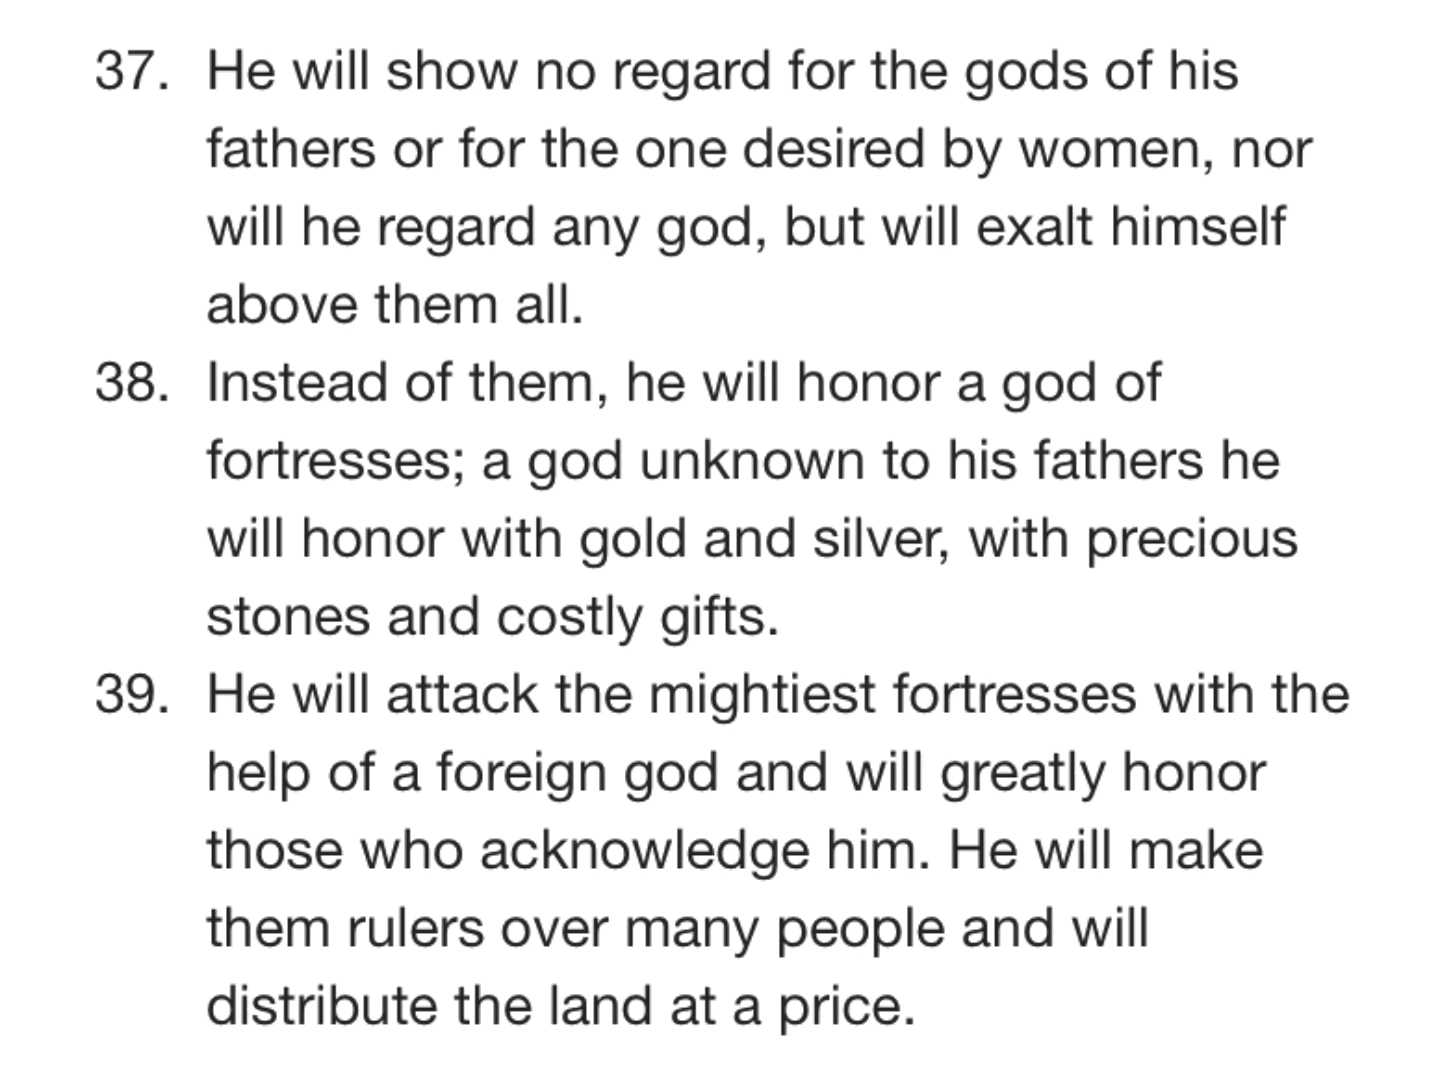 37. He will show no regard for the gods of his
fathers or for the one desired by women, nor
will he regard any god, but will exalt himself
above them all.
38. Instead of them, he will honor a god of
fortresses; a god unknown to his fathers he
will honor with gold and silver, with precious
stones and costly gifts.
39. He will attack the mightiest fortresses with the
help of a foreign god and will greatly honor
those who acknowledge him. He will make
them rulers over many people and will
distribute the land at a price.